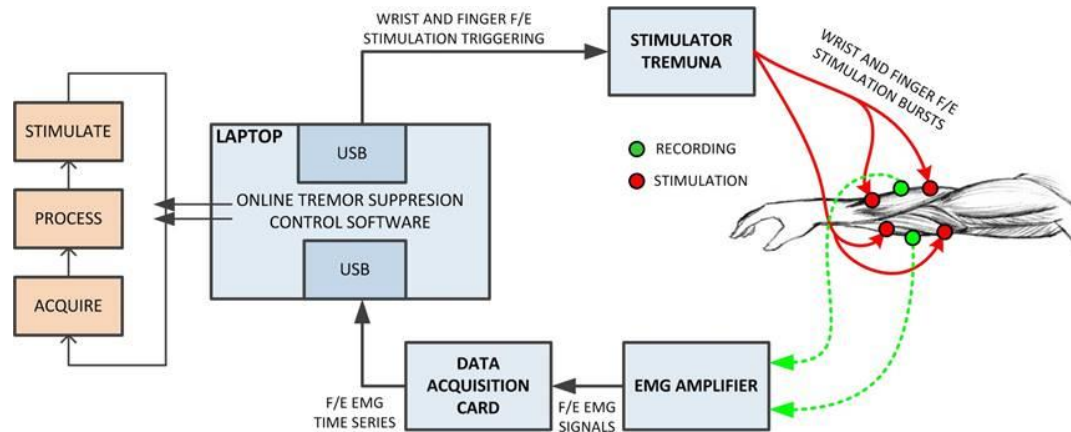 WRIST AND FINGER F/E
STIMULATION TRIGGERING
STIMULATOR
TREMUNA
WRIST AND FINGER F/E
STIMULATION BURSTS
STIMULATE
PROCESS
ACQUIRE
LAPTOP
USB
ONLINE TREMOR SUPPRESION
CONTROL SOFTWARE
USB
RECORDING
STIMULATION
DATA
ACQUISITION
CARD
EMG AMPLIFIER
F/E EMG
TIME SERIES
F/E EMG
SIGNALS